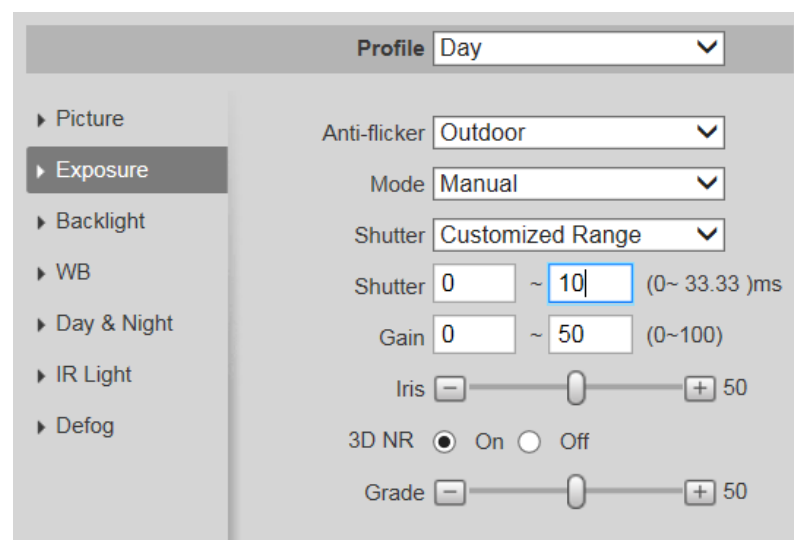 Profile Day
Picture
Exposure
Backlight
WB
Day & Night
IR Light
Defog
Anti-flicker Outdoor
Mode Manual
Shutter Customized Range
Shutter 0 ~ 10 (0~ 33.33 )ms
Gain 0 ~ 50 (0~100)
Iris - + 50
3D NR On Off
Grade - + 50